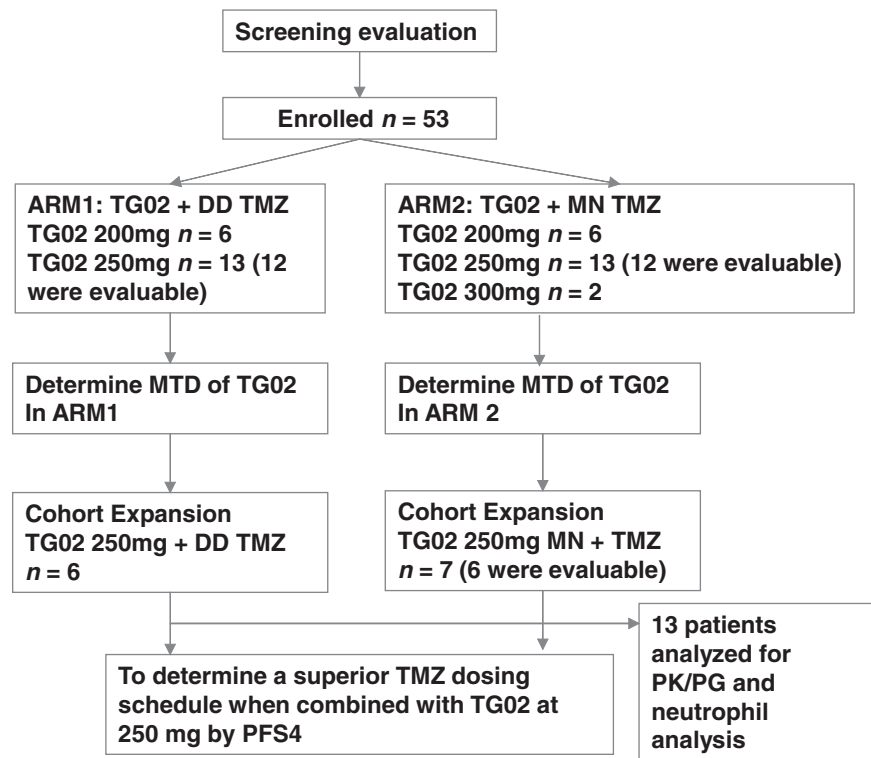 Screening evaluation
Enrolled n = 53
ARM1: TG02 + DD TMZ
TG02 200mg n = 6
TG02 250mg n = 13 (12
were evaluable)
ARM2: TG02 + MN TMZ
TG02 200mg n = 6
TG02 250mg n = 13 (12 were evaluable)
TG02 300mg n = 2
Determine MTD of TG02
In ARM1
Determine MTD of TG02
In ARM 2
Cohort Expansion
TG02 250mg + DD TMZ
n = 6
Cohort Expansion
TG02 250mg MN + TMZ
n = 7 (6 were evaluable)
13 patients
analyzed for
PK/PG and
neutrophil
analysis
To determine a superior TMZ dosing
schedule when combined with TG02 at
250 mg by PFS4